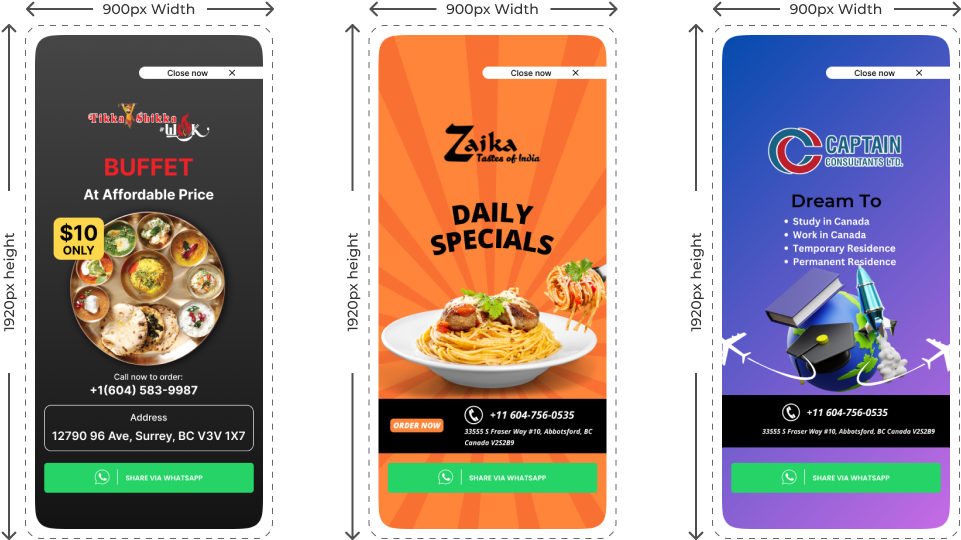 900px Width
1920px height
Close now ✕
Tikka Shikka
#WOK
BUFFET
At Affordable Price
$10
ONLY
Call now to order:
+1(604) 583-9987
Address
12790 96 Ave, Surrey, BC V3V 1X7
SHARE VIA WHATSAPP
900px Width
1920px height
Close now ✕
Zaika
Tastes of India
DAILY
SPECIALS
ORDER NOW
+11 604-756-0535
33555 S Fraser Way #10, Abbotsford, BC
Canada V2S2B9
SHARE VIA WHATSAPP
900px Width
1920px height
Close now ✕
CAPTAIN
CONSULTANTS LTD.
Dream To
• Study in Canada
• Work in Canada
• Temporary Residence
• Permanent Residence
+11 604-756-0535
33555 S Fraser Way #10, Abbotsford, BC Canada V2S2B9
SHARE VIA WHATSAPP